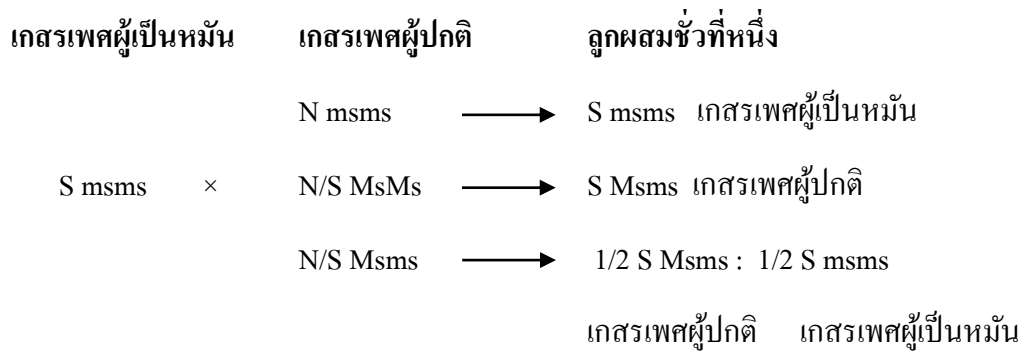 เกสรเพศผู้เป็นหมัน เกสรเพศผู้ปกติ ลูกผสมชั่วที่หนึ่ง
N msms S msms เกสรเพศผู้เป็นหมัน
S msms × N/S MsMs S Msms เกสรเพศผู้ปกติ
N/S Msms 1/2 S Msms : 1/2 S msms
เกสรเพศผู้ปกติ เกสรเพศผู้เป็นหมัน